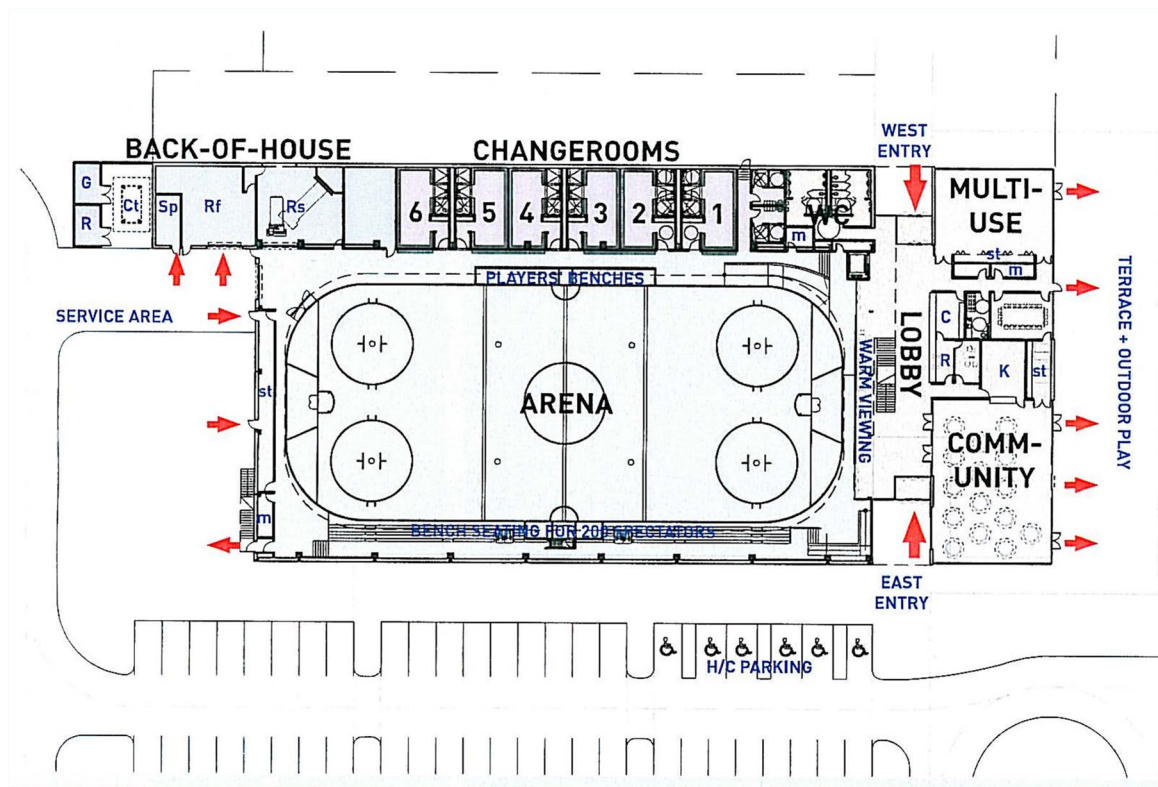 BACK-OF-HOUSE
CHANGEROOMS
WEST
ENTRY
G
R
Ct
Sp
Rf
Rs
6
5
4
3
2
1
WC
m
MULTI-
USE
st
m
PLAYERS' BENCHES
SERVICE AREA
st
m
ARENA
WARM VIEWING
LOBBY
C
R
K
st
TERRACE + OUTDOOR PLAY
COMM-
UNITY
BENCH SEATING FOR 200 SPECTATORS
EAST
ENTRY
H/C PARKING